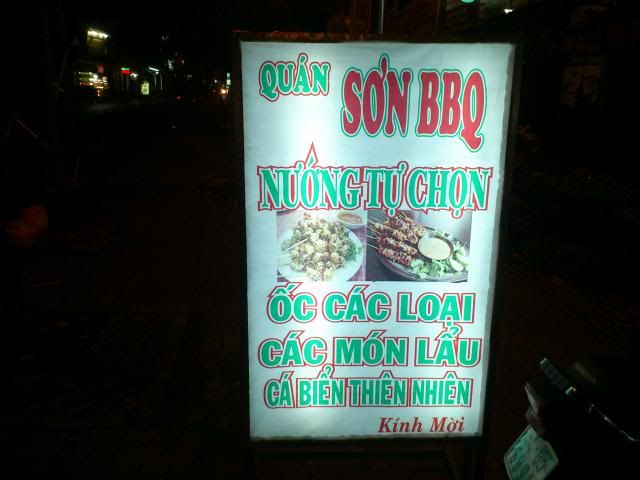 QUÁN SƠN BBQ
NƯỚNG TỰ CHỌN
ỐC CÁC LOẠI
CÁC MÓN LẨU
CÁ BIỂN THIÊN NHIÊN
Kính Mời